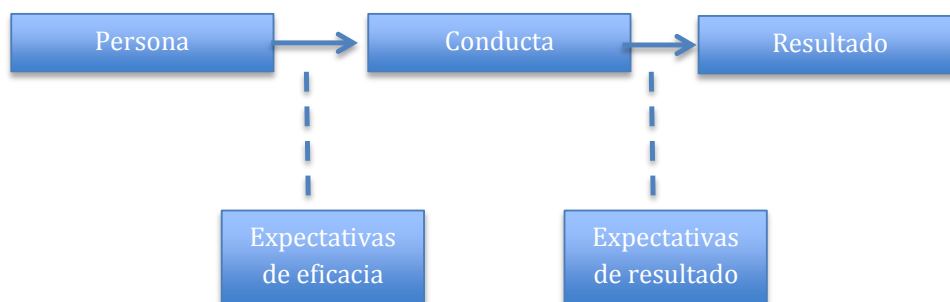 Persona
Conducta
Resultado
Expectativas
de eficacia
Expectativas
de resultado